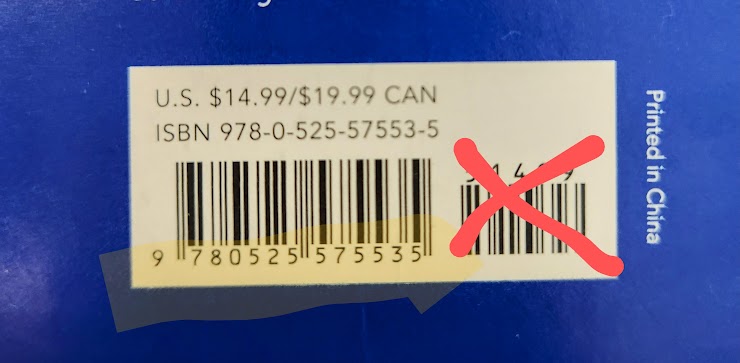 U.S. $14.99/$19.99 CAN
ISBN 978-0-525-57553-5
9 780525 575535
Printed in China